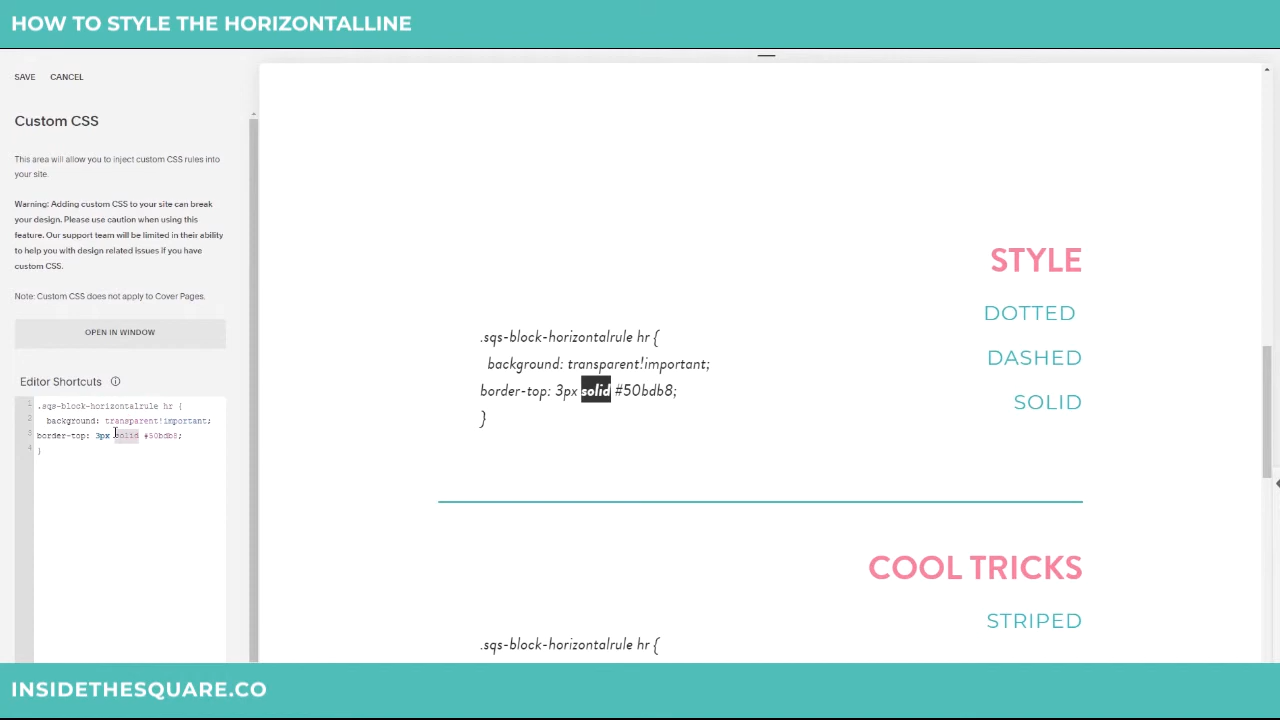 HOW TO STYLE THE HORIZONTALLINE
SAVE CANCEL
Custom CSS
This area will allow you to inject custom CSS rules into
your site.
Warning: Adding custom CSS to your site can break
your design. Please use caution when using this
feature. Our support team will be limited in their ability
to help you with design related issues if you have
custom CSS.
Note: Custom CSS does not apply to Cover Pages.
OPEN IN WINDOW
Editor Shortcuts
1 .sqs-block-horizontalrule hr {
2 background: transparent!important;
3 border-top: 3px solid #50bdb8;
4 }
STYLE
DOTTED
DASHED
SOLID
.sqs-block-horizontalrule hr {
background: transparent!important;
border-top: 3px solid #50bdb8;
}
COOL TRICKS
STRIPED
.sqs-block-horizontalrule hr {
INSIDETHESQUARE.CO